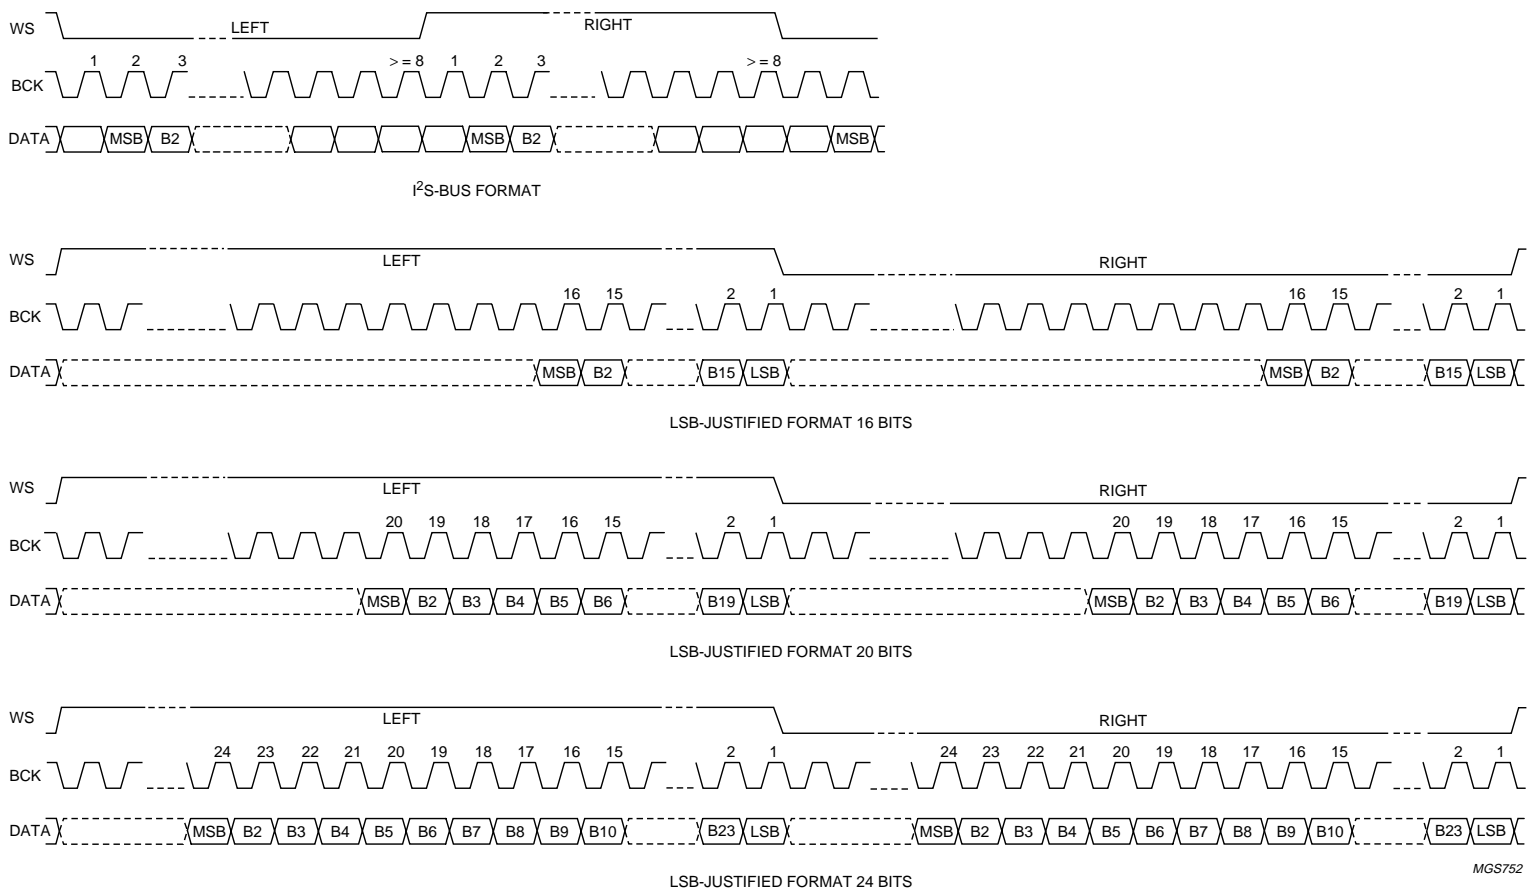 WS LEFT RIGHT
BCK 1 2 3 >=8 1 2 3 >=8
DATA MSB B2 MSB B2 MSB
I²S-BUS FORMAT
WS LEFT RIGHT
BCK 16 15 2 1 16 15 2 1
DATA MSB B2 B15 LSB MSB B2 B15 LSB
LSB-JUSTIFIED FORMAT 16 BITS
WS LEFT RIGHT
BCK 20 19 18 17 16 15 2 1 20 19 18 17 16 15 2 1
DATA MSB B2 B3 B4 B5 B6 B19 LSB MSB B2 B3 B4 B5 B6 B19 LSB
LSB-JUSTIFIED FORMAT 20 BITS
WS LEFT RIGHT
BCK 24 23 22 21 20 19 18 17 16 15 2 1 24 23 22 21 20 19 18 17 16 15 2 1
DATA MSB B2 B3 B4 B5 B6 B7 B8 B9 B10 B23 LSB MSB B2 B3 B4 B5 B6 B7 B8 B9 B10 B23 LSB
MGS752
LSB-JUSTIFIED FORMAT 24 BITS